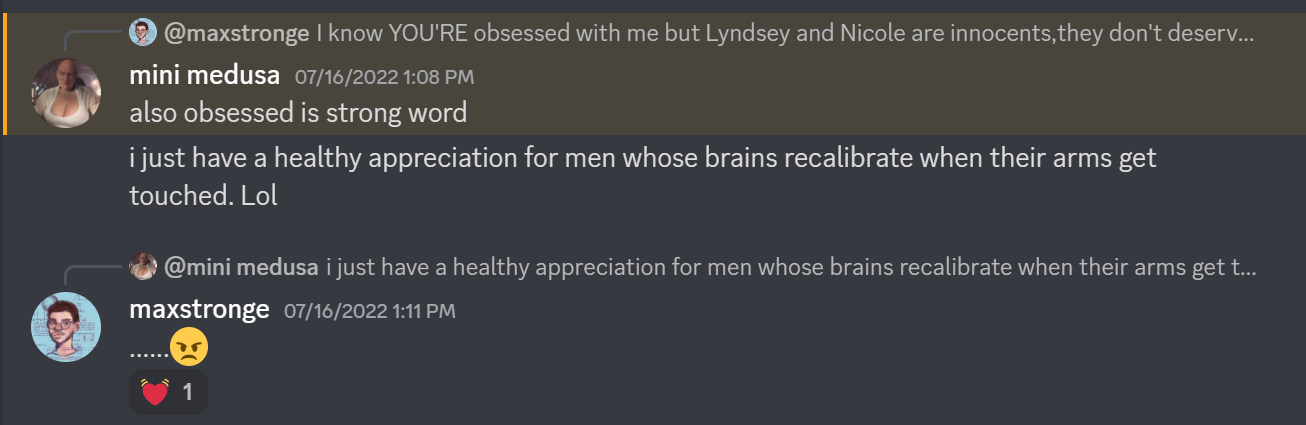 @maxstronge I know YOU'RE obsessed with me but Lyndsey and Nicole are innocents,they don't deserv...
mini medusa 07/16/2022 1:08 PM
also obsessed is strong word
i just have a healthy appreciation for men whose brains recalibrate when their arms get
touched. Lol
@mini medusa i just have a healthy appreciation for men whose brains recalibrate when their arms get t...
maxstronge 07/16/2022 1:11 PM
......😠
💓 1